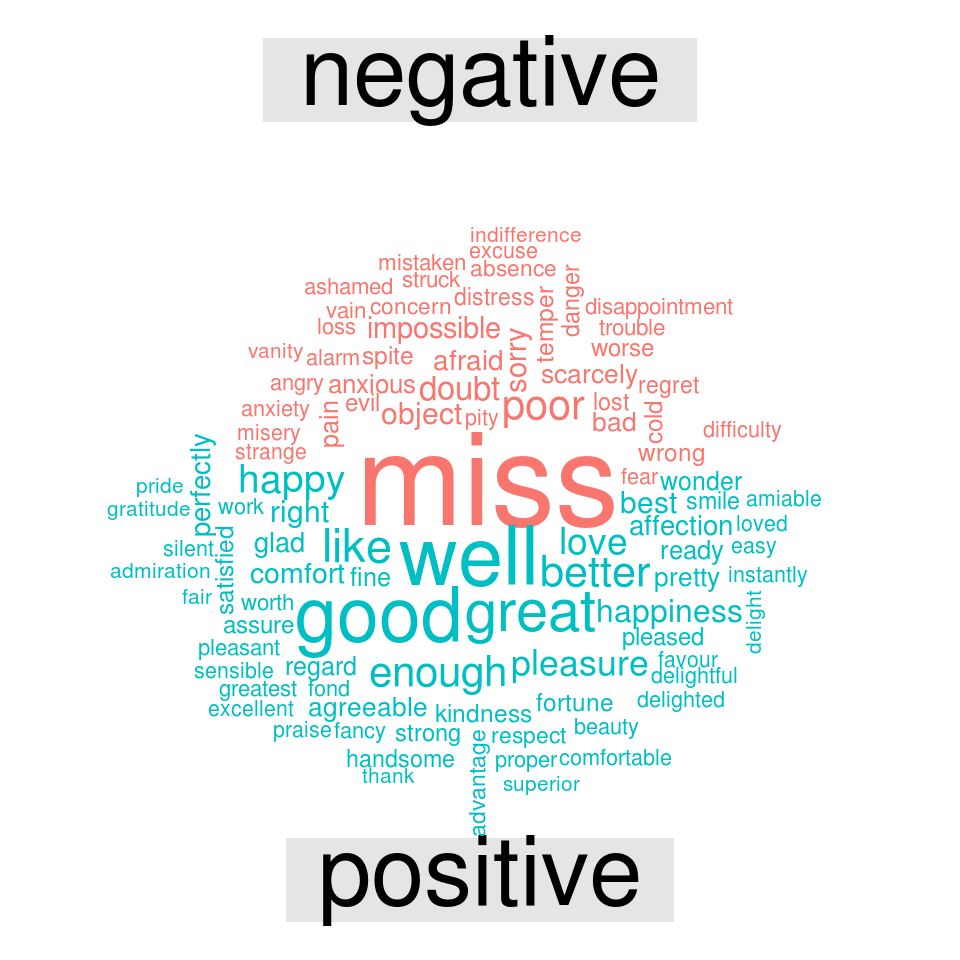 negative
indifference
excuse
mistaken absence
struck
ashamed distress temper danger
vain concern disappointment
loss impossible sorry trouble
vanity alarm spite afraid worse
angry anxious doubt scarcely regret
anxiety pain evil object pity poor lost bad cold
misery difficulty
strange miss wrong
perfectly happy fear wonder
pride best smile amiable
gratitude work right affection loved
silent satisfied glad like well love ready easy
admiration comfort fine better pretty instantly
fair worth good great happiness delight
assure pleased
pleasant
sensible regard enough pleasure favour
delightful
greatest fond delighted
excellent agreeable kindness fortune
praise fancy strong advantage respect beauty
handsome proper comfortable
thank superior
positive